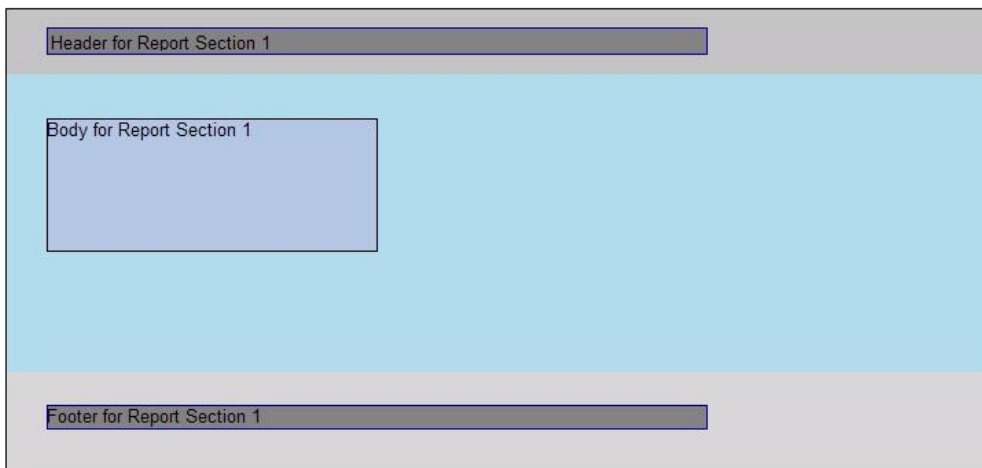 Header for Report Section 1
Body for Report Section 1
Footer for Report Section 1